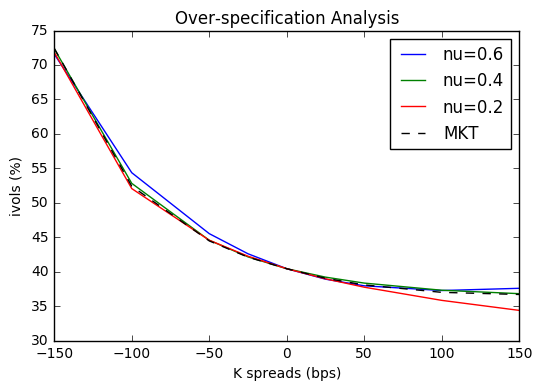 Over-specification Analysis
ivols (%)
75
70
65
60
55
50
45
40
35
30
nu=0.6
nu=0.4
nu=0.2
MKT
−150 −100 −50 0 50 100 150
K spreads (bps)